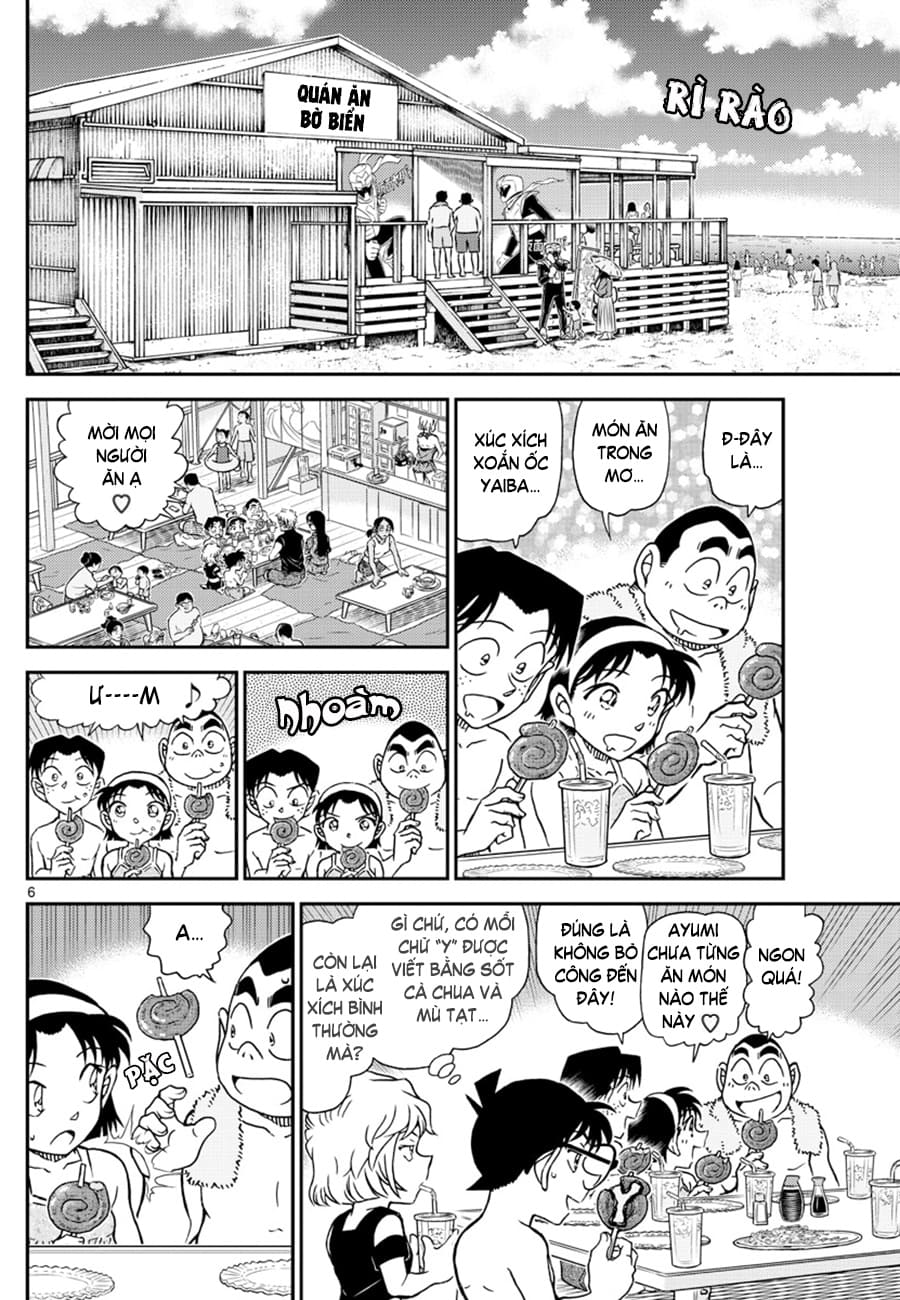 QUÁN ĂN
BỜ BIỂN
RÌ RÀO
Đ-ĐÂY
LÀ...
MÓN ĂN
TRONG
MƠ...
XÚC XÍCH
XOẮN ỐC
YAIBA...
MỜI MỌI
NGƯỜI
ĂN Ạ
♡
nhoàm
Ư----M
♪
6
NGON
QUÁ!
AYUMI
CHƯA TỪNG
ĂN MÓN
NÀO THẾ
NÀY ♡
ĐÚNG LÀ
KHÔNG BÕ
CÔNG ĐẾN
ĐÂY!
GÌ CHỨ, CÓ MỖI
CHỮ "Y" ĐƯỢC
VIẾT BẰNG SỐT
CÀ CHUA VÀ
MÙ TẠT...
CÒN LẠI
LÀ XÚC
XÍCH BÌNH
THƯỜNG
MÀ?
A...
PẶC